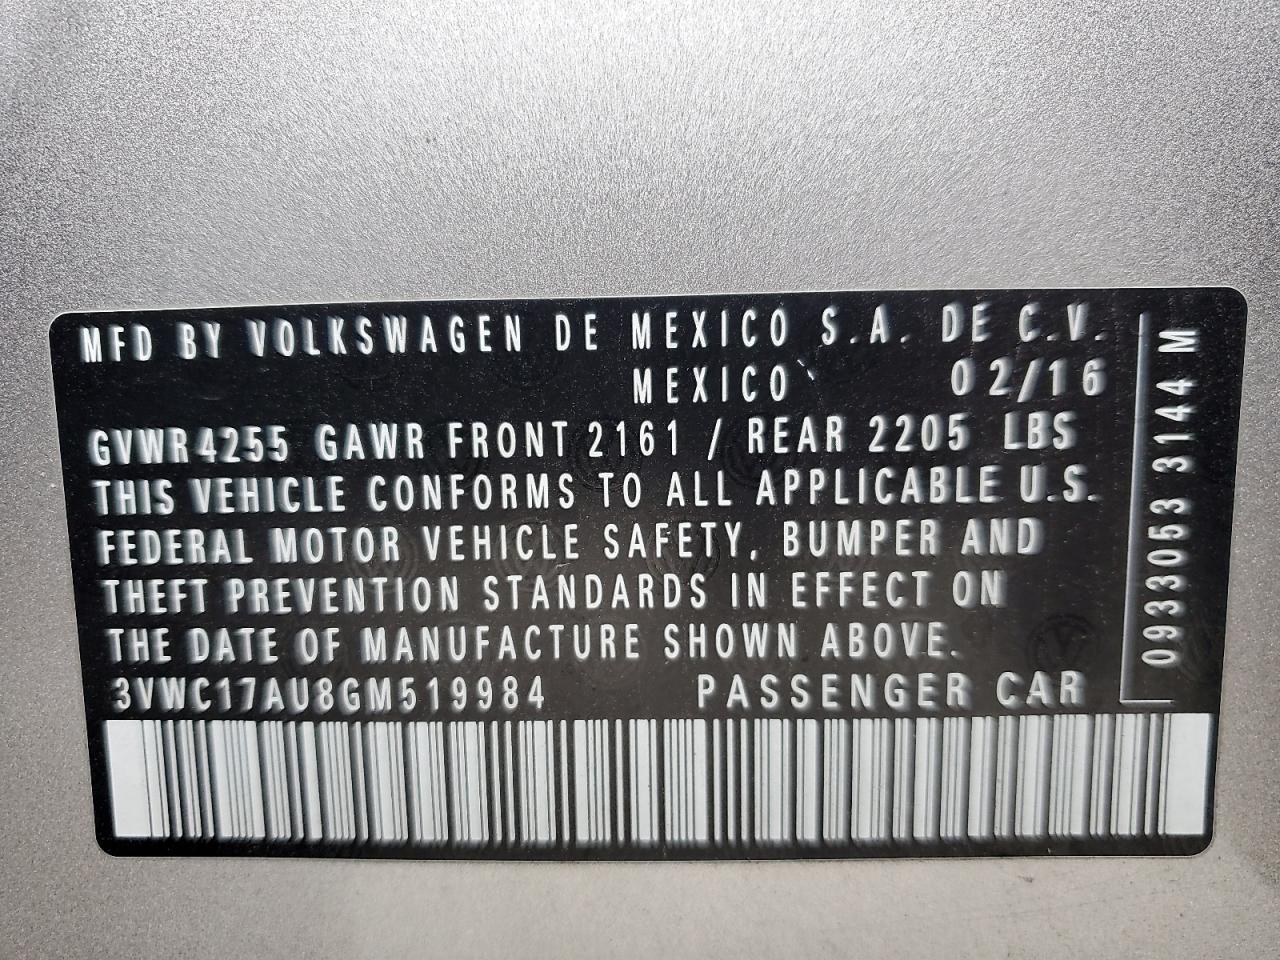 MFD BY VOLKSWAGEN DE MEXICO S.A. DE C.V.
MEXICO 02/16
GVWR 4255 GAWR FRONT 2161 / REAR 2205 LBS
THIS VEHICLE CONFORMS TO ALL APPLICABLE U.S.
FEDERAL MOTOR VEHICLE SAFETY, BUMPER AND
THEFT PREVENTION STANDARDS IN EFFECT ON
THE DATE OF MANUFACTURE SHOWN ABOVE.
3VWC17AU8GM519984 PASSENGER CAR
0933053 3144 M